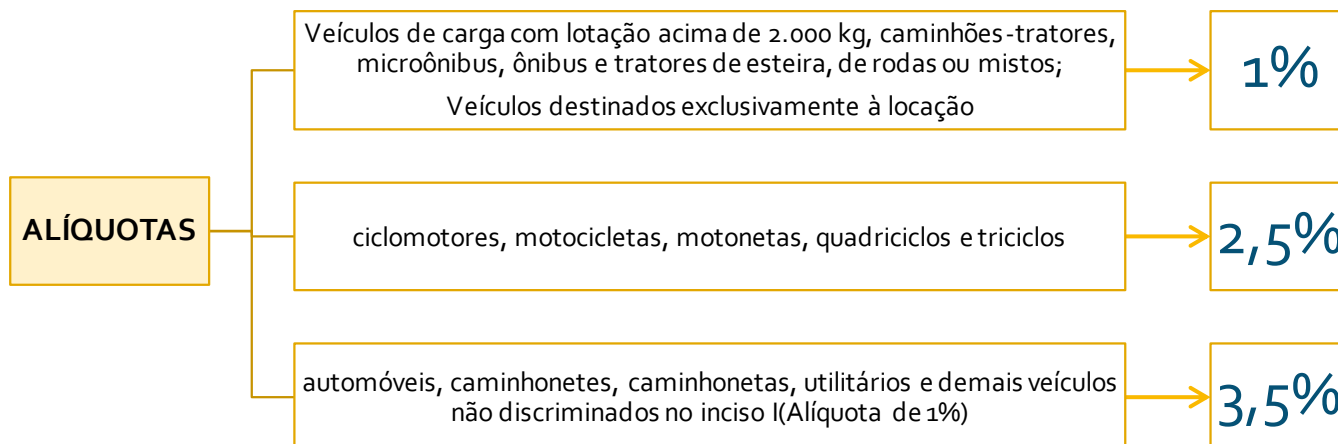 Veículos de carga com lotação acima de 2.000 kg, caminhões-tratores,
microônibus, ônibus e tratores de esteira, de rodas ou mistos;
Veículos destinados exclusivamente à locação
1%
ALÍQUOTAS
ciclomotores, motocicletas, motonetas, quadriciclos e triciclos
2,5%
automóveis, caminhonetes, caminhonetas, utilitários e demais veículos
não discriminados no inciso I(Alíquota de 1%)
3,5%